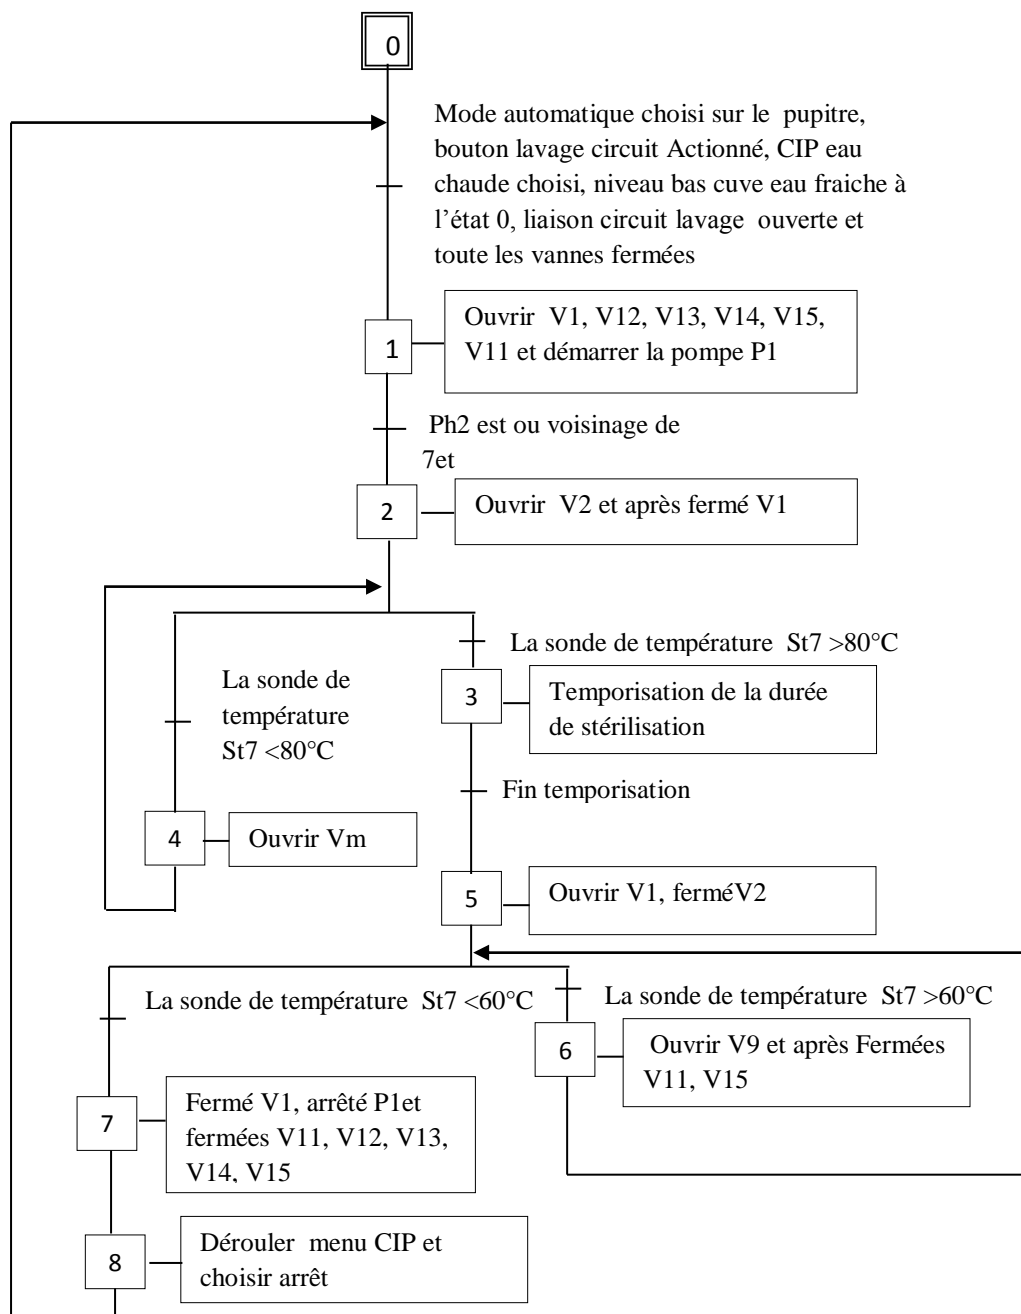 0
Mode automatique choisi sur le pupitre,
bouton lavage circuit Actionné, CIP eau
chaude choisi, niveau bas cuve eau fraiche à
l’état 0, liaison circuit lavage ouverte et
toute les vannes fermées
1
Ouvrir V1, V12, V13, V14, V15,
V11 et démarrer la pompe P1
Ph2 est ou voisinage de
7et
2
Ouvrir V2 et après fermé V1
La sonde de température St7 >80°C
La sonde de
température
St7 <80°C
3
Temporisation de la durée
de stérilisation
Fin temporisation
4
Ouvrir Vm
5
Ouvrir V1, ferméV2
La sonde de température St7 <60°C
La sonde de température St7 >60°C
6
Ouvrir V9 et après Fermées
V11, V15
7
Fermé V1, arrêté P1et
fermées V11, V12, V13,
V14, V15
8
Dérouler menu CIP et
choisir arrêt